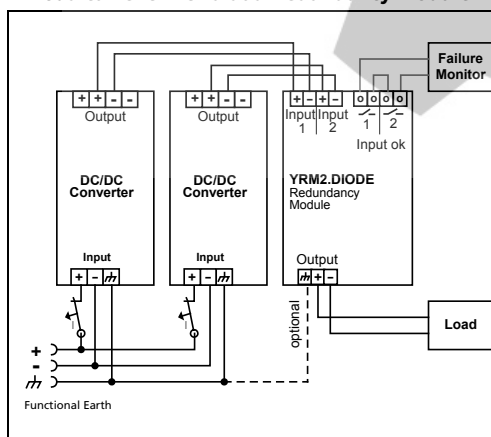 Failure
Monitor
+ + - -
Output
+ + - -
Output
+ - + -
Input 1
Input 2
o o o o
1 2
Input ok
DC/DC
Converter
DC/DC
Converter
YRM2.DIODE
Redundancy
Module
Input
+ -
Input
+ -
Output
+ -
I
I
optional
Load
+
-
Functional Earth